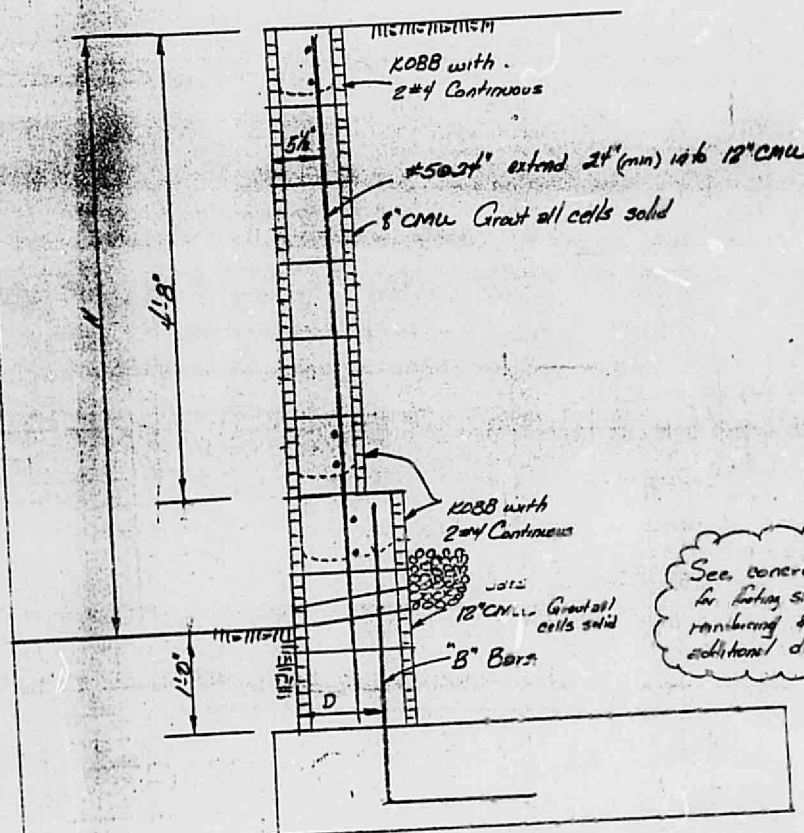 KOBB with
2#4 Continuous
5½"
#5@24" extend 24" (min) into 12" CMU
8" CMU Grout all cells solid
H
4'-8"
KOBB with
2#4 Continuous
12" CMU Grout all
cells solid
"B" Bars
1'-0"
D
See concre
for footing si
reinforcing &
additional d